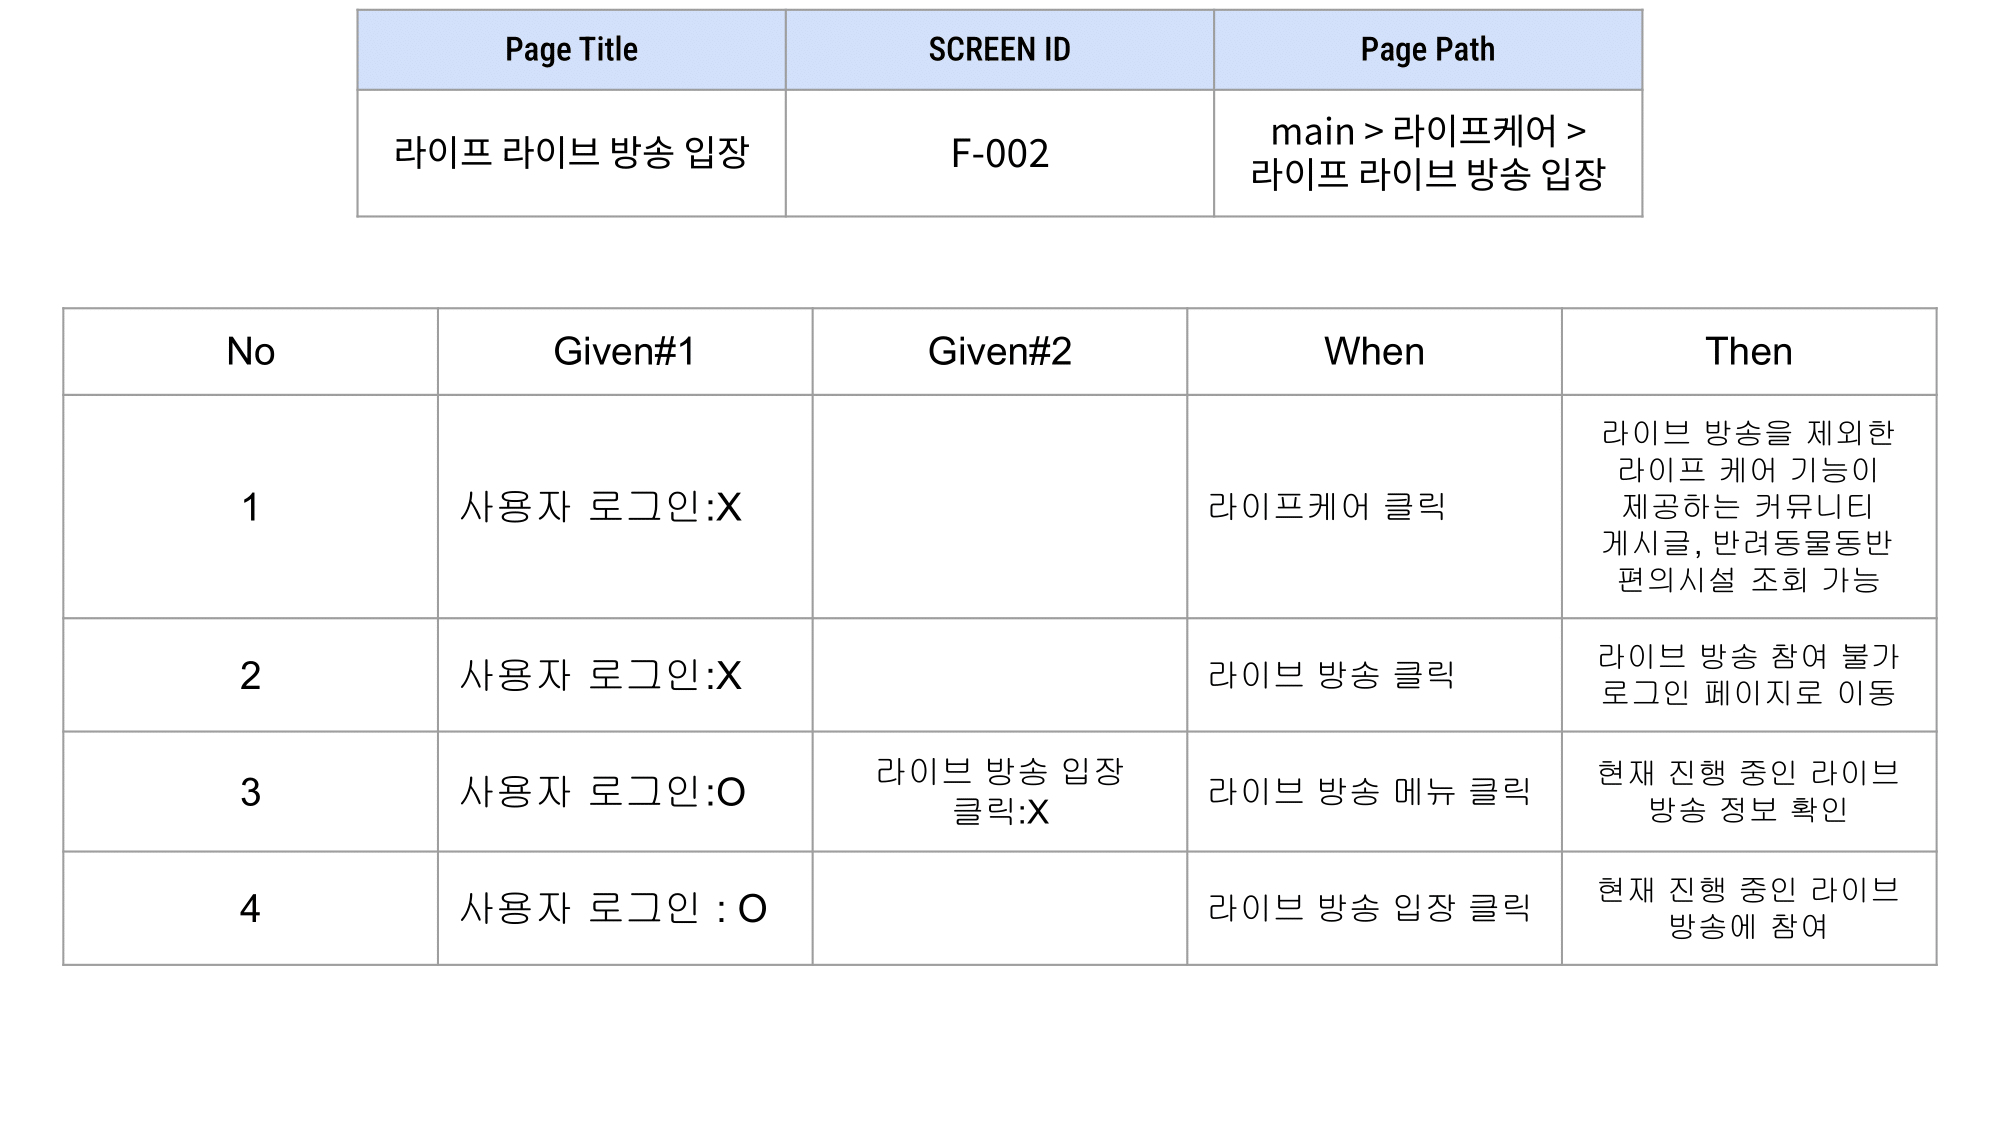 Page Title
SCREEN ID
Page Path
라이프 라이브 방송 입장
F-002
main > 라이프케어 >
라이프 라이브 방송 입장
No
Given#1
Given#2
When
Then
1
사용자 로그인:X
라이프케어 클릭
라이브 방송을 제외한
라이프 케어 기능이
제공하는 커뮤니티
게시글, 반려동물동반
편의시설 조회 가능
2
사용자 로그인:X
라이브 방송 클릭
라이브 방송 참여 불가
로그인 페이지로 이동
3
사용자 로그인:O
라이브 방송 입장
클릭:X
라이브 방송 메뉴 클릭
현재 진행 중인 라이브
방송 정보 확인
4
사용자 로그인 : O
라이브 방송 입장 클릭
현재 진행 중인 라이브
방송에 참여